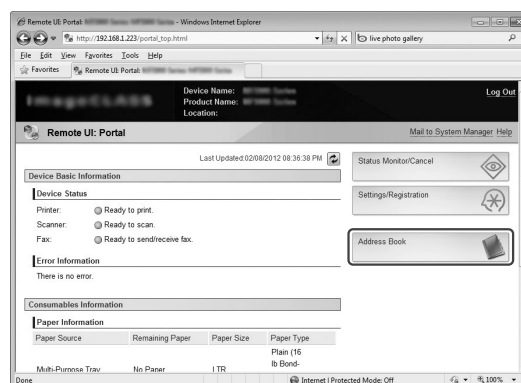 Remote UI: Portal: - Windows Internet Explorer
http://192.168.1.223/portal_top.html
live photo gallery
File Edit View Favorites Tools Help
Favorites Remote UI: Portal:
Device Name:
Product Name:
Location:
Log Out
Remote UI: Portal
Mail to System Manager Help
Last Updated:02/08/2012 08:36:38 PM
Device Basic Information
Device Status
Printer: Ready to print.
Scanner: Ready to scan.
Fax: Ready to send/receive fax.
Error Information
There is no error.
Consumables Information
Paper Information
Paper Source Remaining Paper Paper Size Paper Type
Multi-Purpose Tray No Paper LTR Plain (16
lb Bond-
Status Monitor/Cancel
Settings/Registration
Address Book
Done Internet | Protected Mode: Off 100%